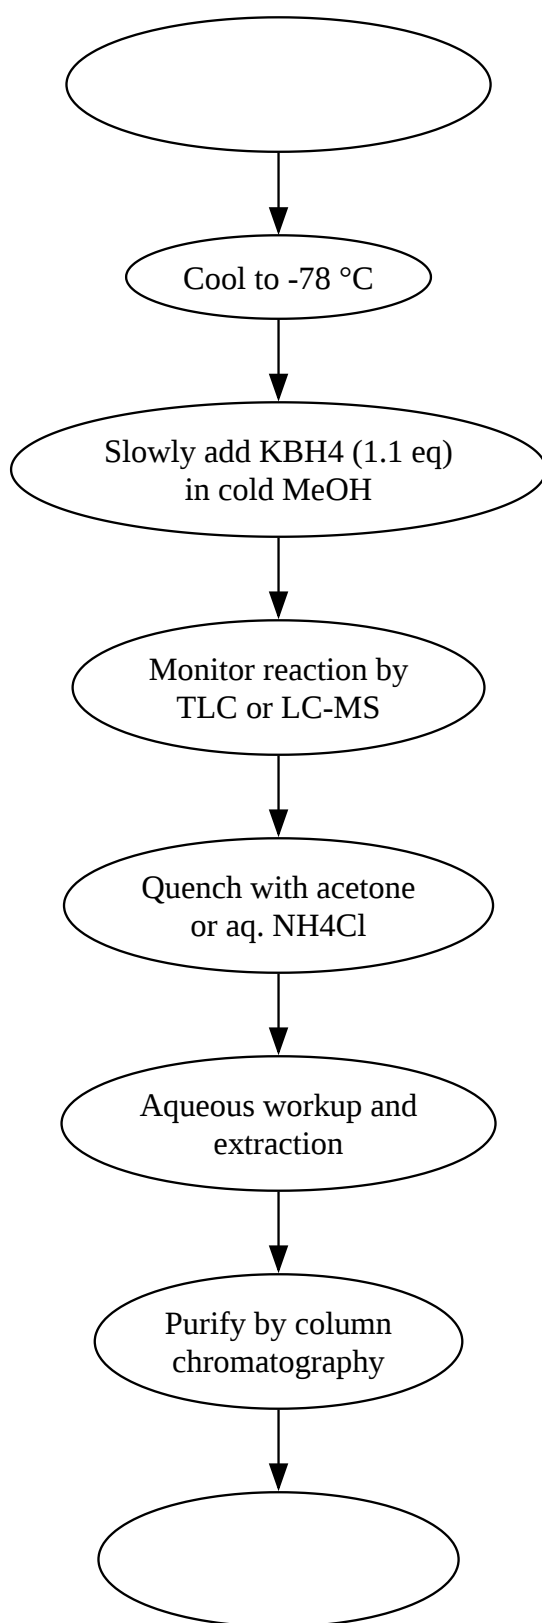 Cool to -78 °C
Slowly add KBH4 (1.1 eq)
in cold MeOH
Monitor reaction by
TLC or LC-MS
Quench with acetone
or aq. NH4Cl
Aqueous workup and
extraction
Purify by column
chromatography